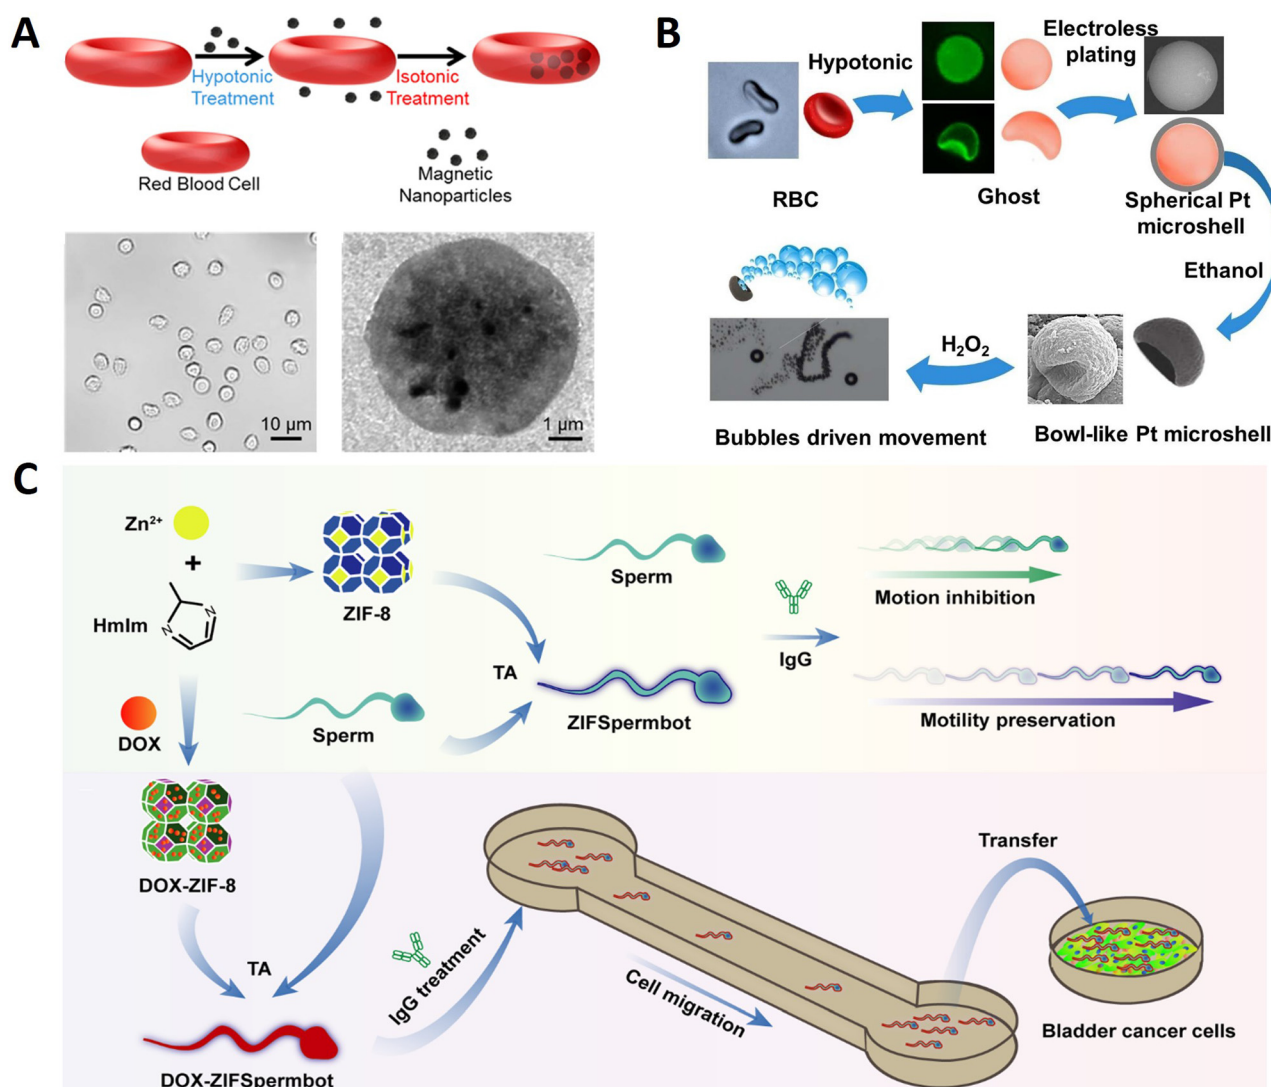 A
Hypotonic
Treatment
Isotonic
Treatment
Red Blood Cell
Magnetic
Nanoparticles
10 µm
1 µm
B
Hypotonic
Electroless
plating
RBC
Ghost
Spherical Pt
microshell
Ethanol
H₂O₂
Bubbles driven movement
Bowl-like Pt microshell
C
Zn²⁺
+
HmIm
N
N
ZIF-8
Sperm
IgG
Motion inhibition
DOX
Sperm
TA
ZIFSpermbot
Motility preservation
DOX-ZIF-8
TA
DOX-ZIFSpermbot
IgG treatment
Cell migration
Transfer
Bladder cancer cells